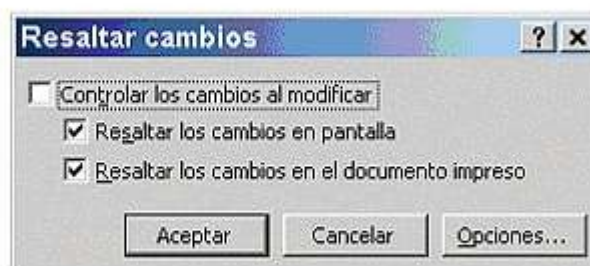 Resaltar cambios
Controlar los cambios al modificar
Resaltar los cambios en pantalla
Resaltar los cambios en el documento impreso
Aceptar Cancelar Opciones...